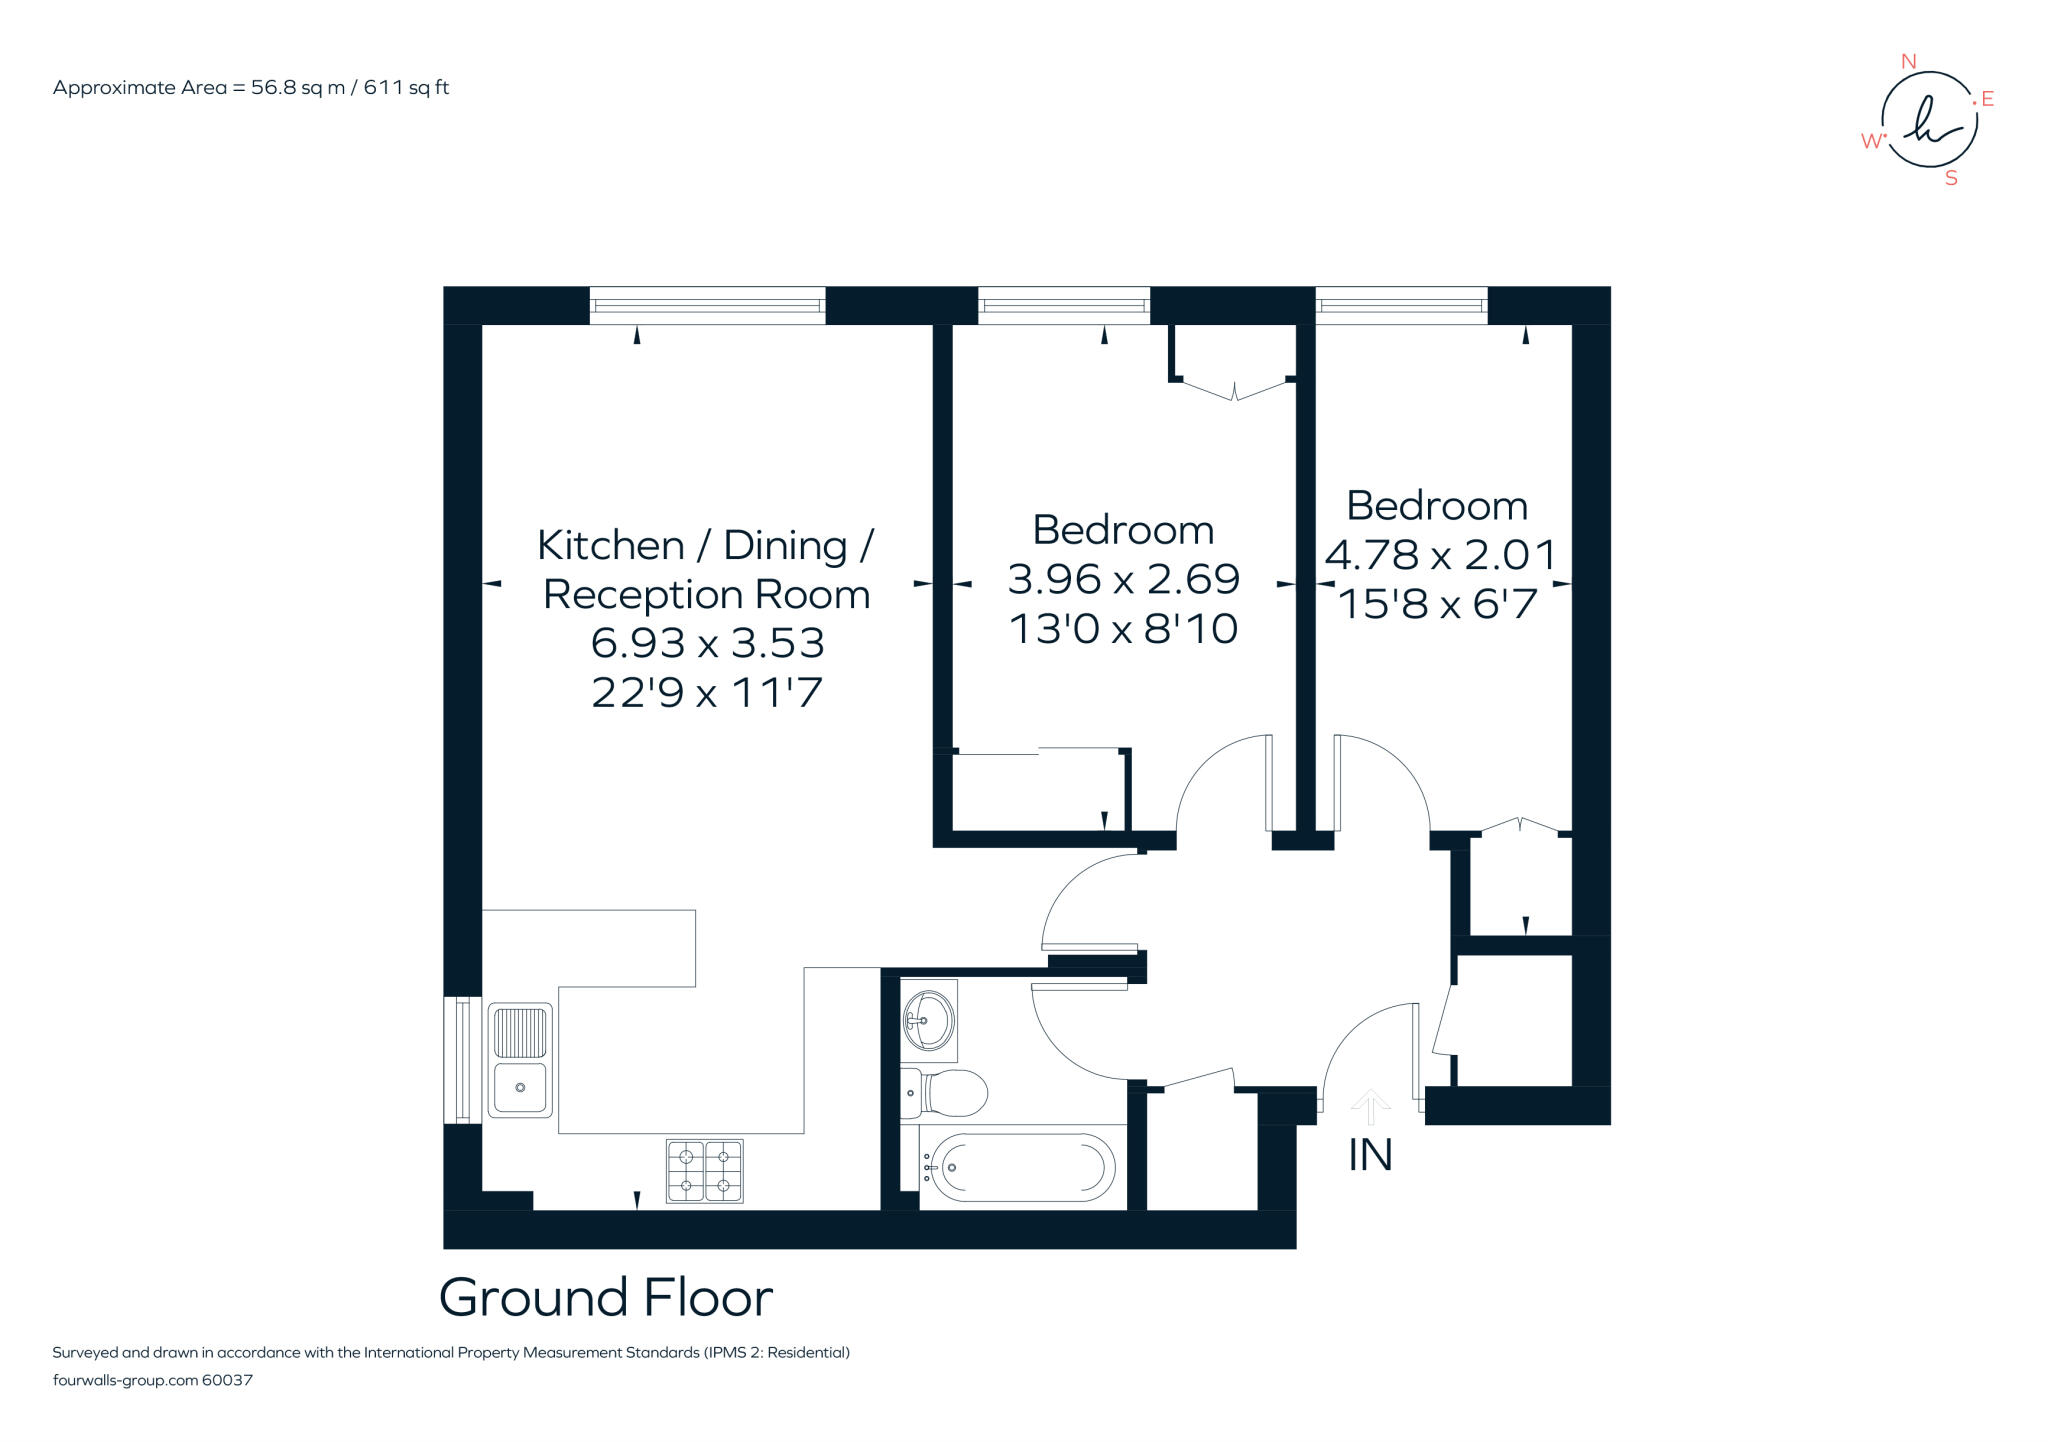 Approximate Area = 56.8 sq m / 611 sq ft
N
E
W
S
Kitchen / Dining /
Reception Room
6.93 x 3.53
22'9 x 11'7
Bedroom
3.96 x 2.69
13'0 x 8'10
Bedroom
4.78 x 2.01
15'8 x 6'7
IN
Ground Floor
Surveyed and drawn in accordance with the International Property Measurement Standards (IPMS 2: Residential)
fourwalls-group.com 60037